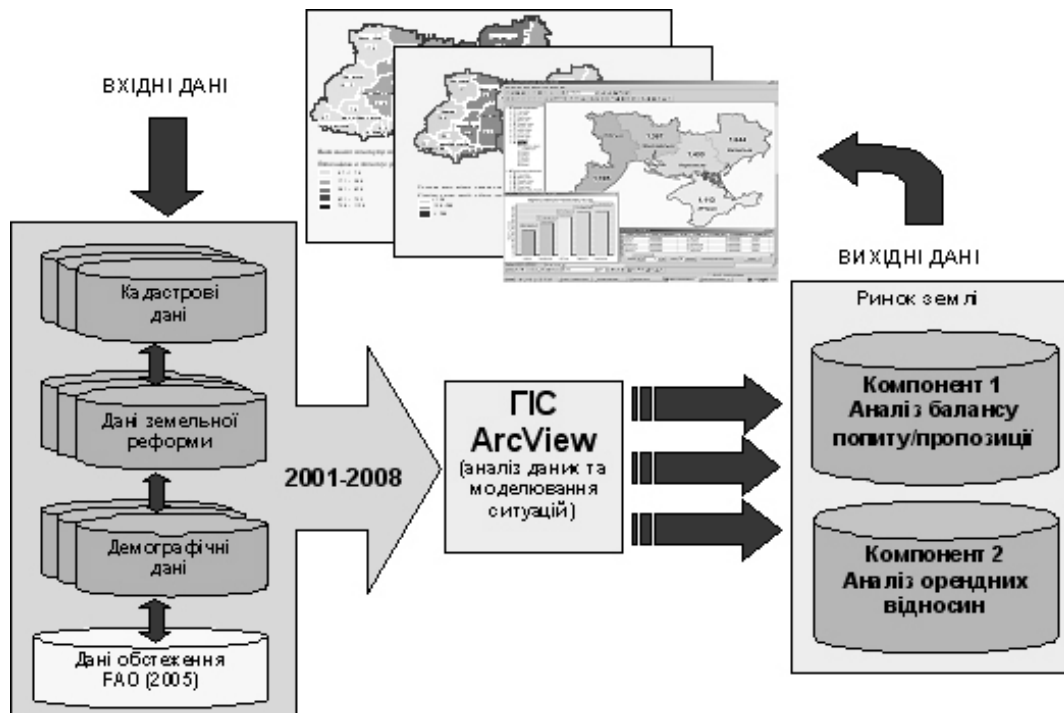 ВХІДНІ ДАНІ
Кадастрові
дані
Дані земельної
реформи
Демографічні
дані
Дані обстеження
FAO (2005)
2001-2008
ГІС
ArcView
(аналіз даних та
моделювання
ситуацій)
ВИХІДНІ ДАНІ
Ринок землі
Компонент 1
Аналіз балансу
попиту/пропозиції
Компонент 2
Аналіз орендних
відносин